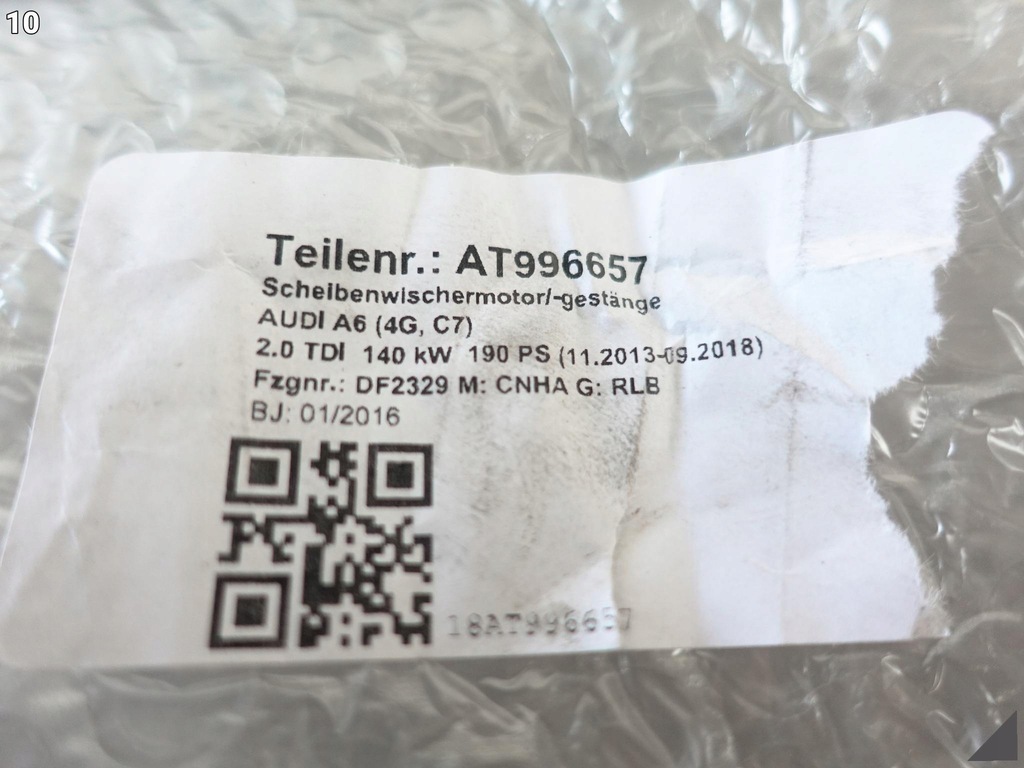 10
Teilenr.: AT996657
Scheibenwischermotor/-gestänge
AUDI A6 (4G, C7)
2.0 TDI 140 kW 190 PS (11.2013-09.2018)
Fzgnr.: DF2329 M: CNHA G: RLB
BJ: 01/2016
18AT996657